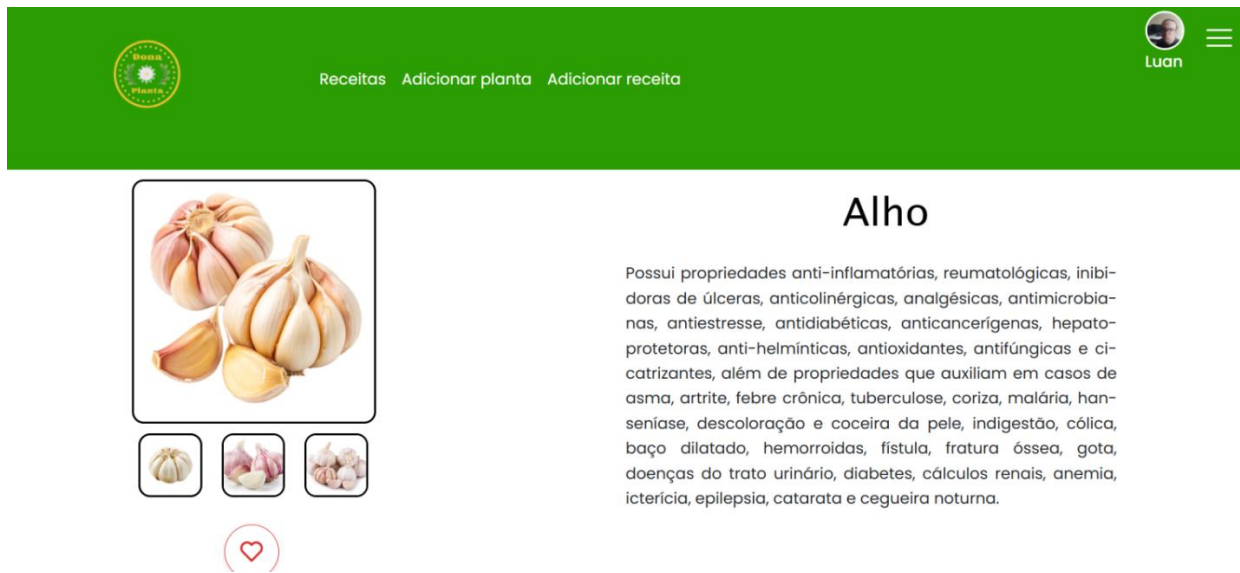 Dona
Planta
Receitas Adicionar planta Adicionar receita
Luan
Alho
Possui propriedades anti-inflamatórias, reumatológicas, inibi-
doras de úlceras, anticolinérgicas, analgésicas, antimicrobia-
nas, antiestresse, antidiabéticas, anticancerígenas, hepato-
protetoras, anti-helmínticas, antioxidantes, antifúngicas e ci-
catrizantes, além de propriedades que auxiliam em casos de
asma, artrite, febre crônica, tuberculose, coriza, malária, han-
seníase, descoloração e coceira da pele, indigestão, cólica,
baço dilatado, hemorroidas, fístula, fratura óssea, gota,
doenças do trato urinário, diabetes, cálculos renais, anemia,
icterícia, epilepsia, catarata e cegueira noturna.